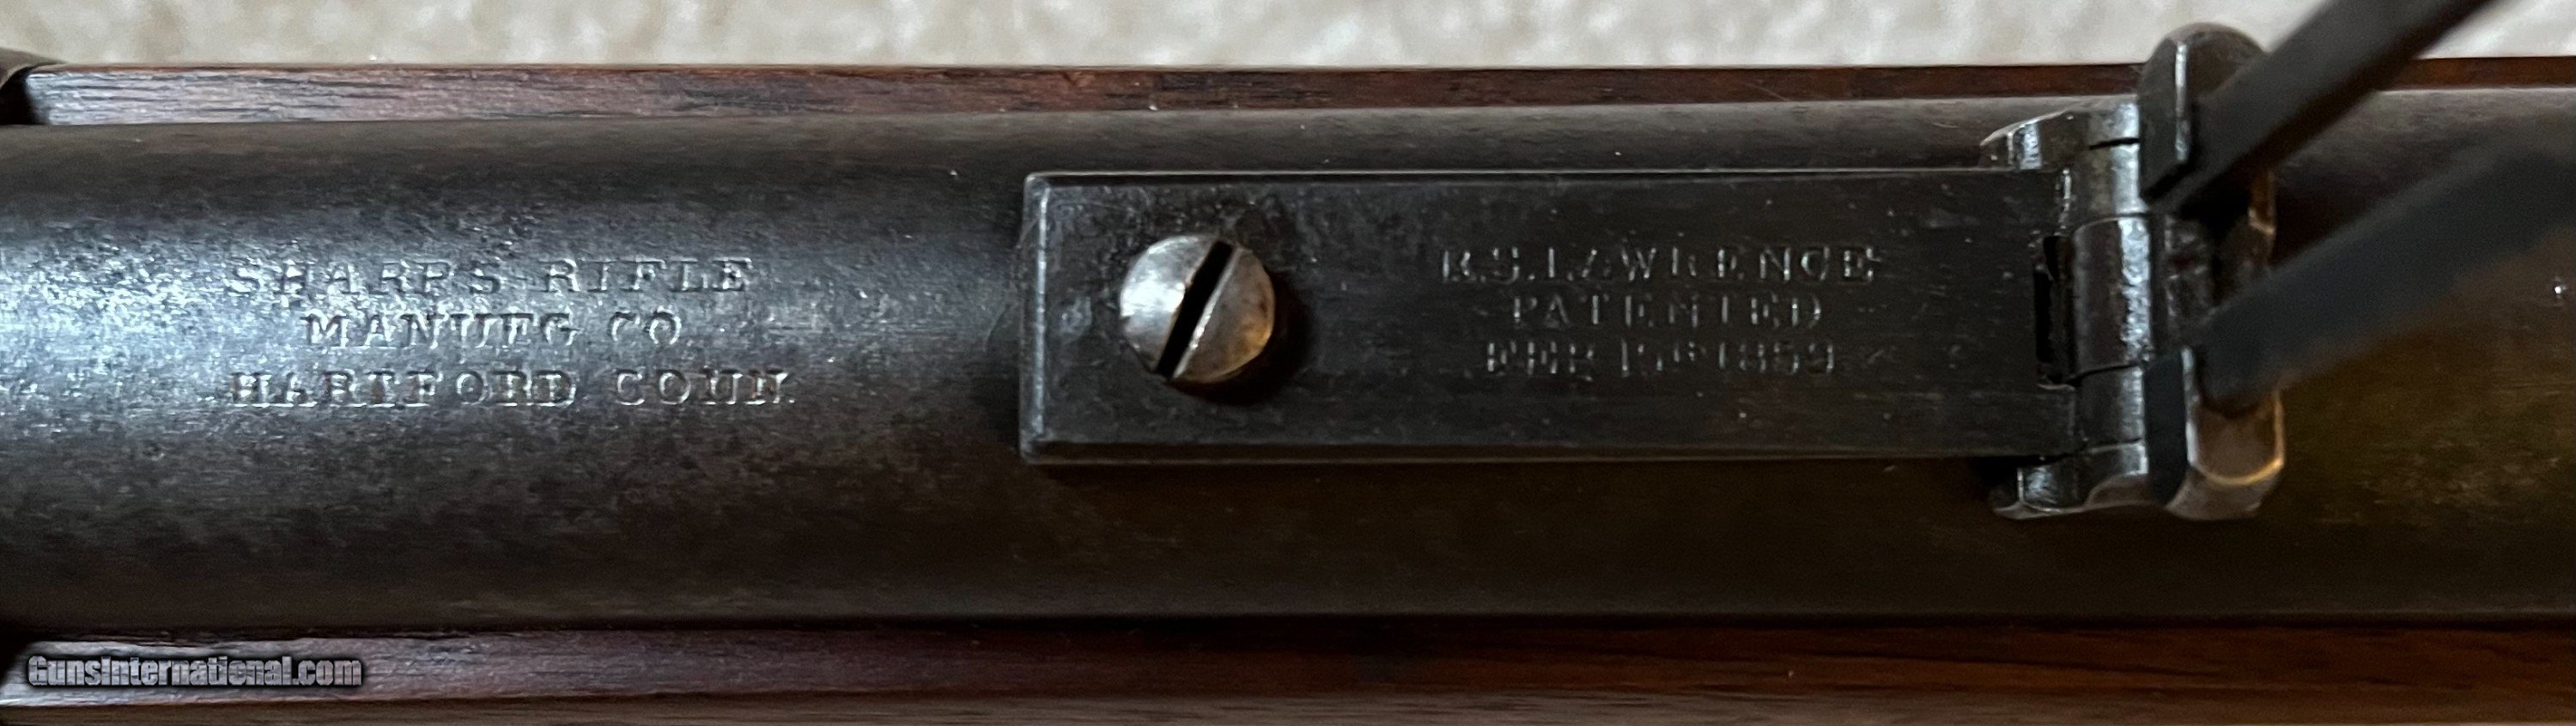 SHARPS RIFLE
MANUFG CO.
HARTFORD CONN.
R.S. LAWRENCE
PATENTED
FEB 15TH 1859
GunsInternational.com